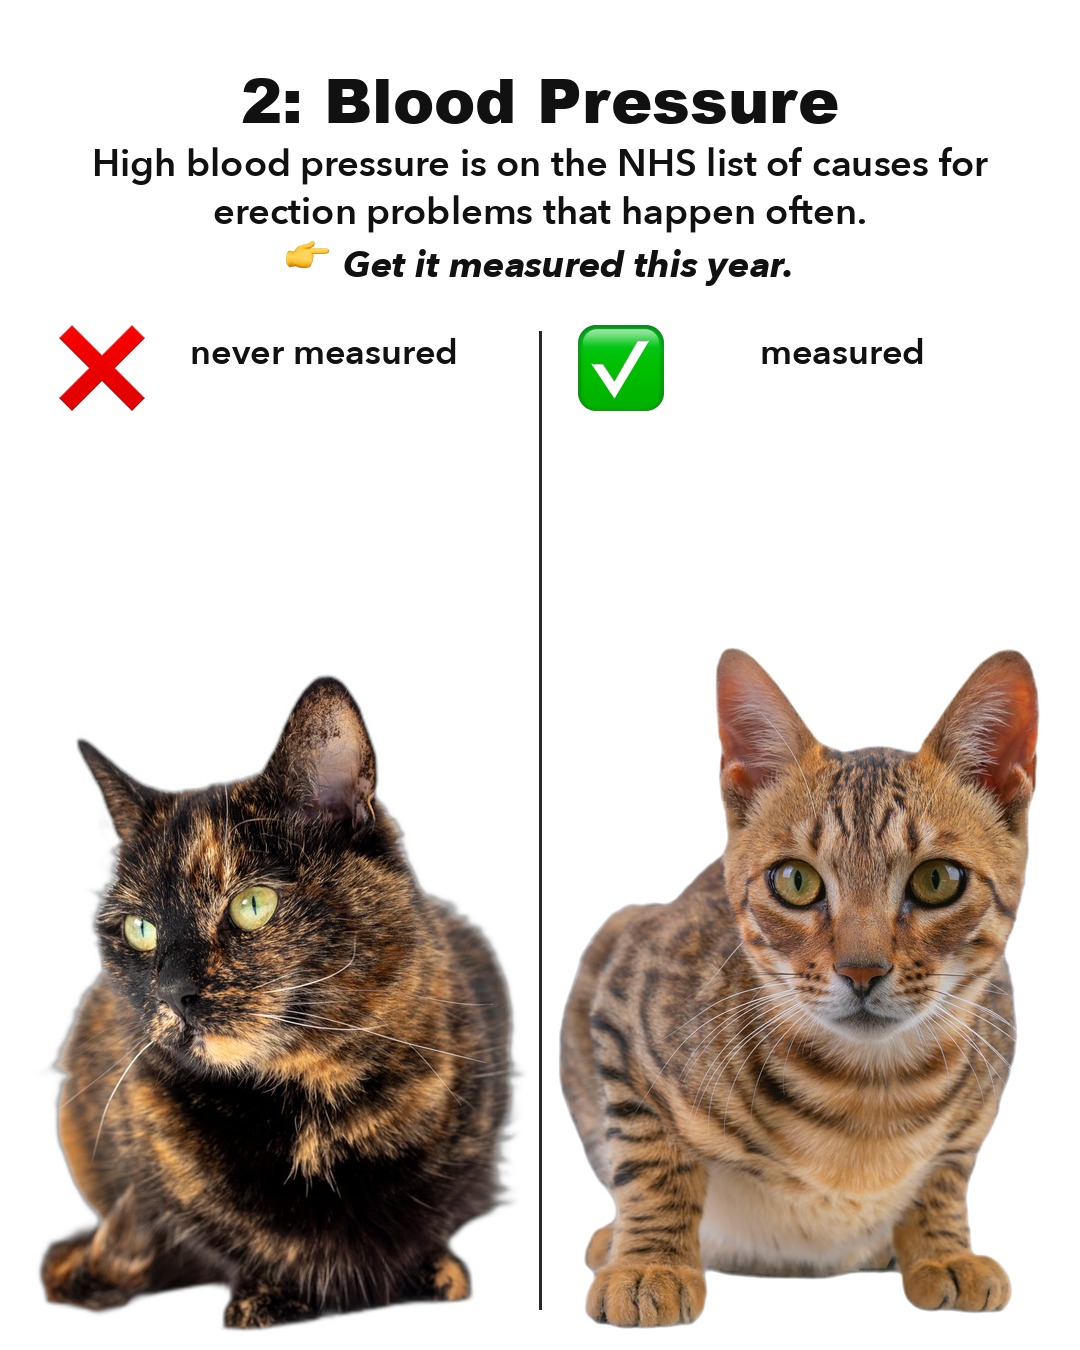 2: Blood Pressure
High blood pressure is on the NHS list of causes for
erection problems that happen often.
👉 Get it measured this year.
❌ never measured
✅ measured